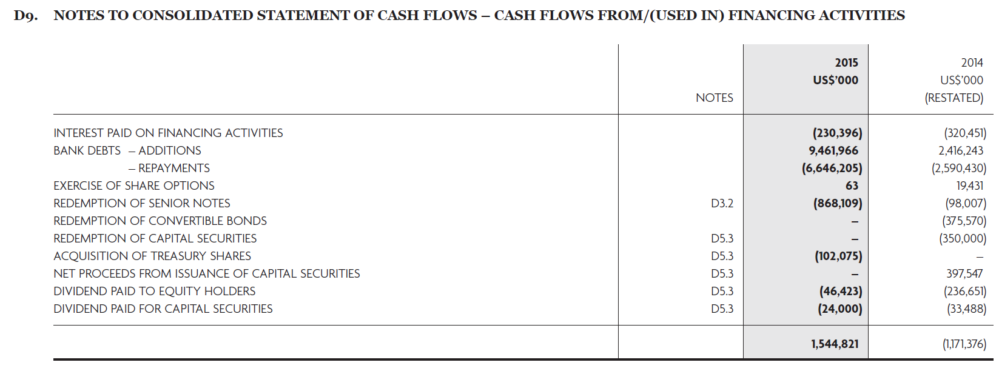 D9. NOTES TO CONSOLIDATED STATEMENT OF CASH FLOWS – CASH FLOWS FROM/(USED IN) FINANCING ACTIVITIES
2015 2014
US$’000 US$’000
NOTES (RESTATED)
INTEREST PAID ON FINANCING ACTIVITIES (230,396) (320,451)
BANK DEBTS – ADDITIONS 9,461,966 2,416,243
– REPAYMENTS (6,646,205) (2,590,430)
EXERCISE OF SHARE OPTIONS 63 19,431
REDEMPTION OF SENIOR NOTES D3.2 (868,109) (98,007)
REDEMPTION OF CONVERTIBLE BONDS – (375,570)
REDEMPTION OF CAPITAL SECURITIES D5.3 – (350,000)
ACQUISITION OF TREASURY SHARES D5.3 (102,075) –
NET PROCEEDS FROM ISSUANCE OF CAPITAL SECURITIES D5.3 – 397,547
DIVIDEND PAID TO EQUITY HOLDERS D5.3 (46,423) (236,651)
DIVIDEND PAID FOR CAPITAL SECURITIES D5.3 (24,000) (33,488)
1,544,821 (1,171,376)